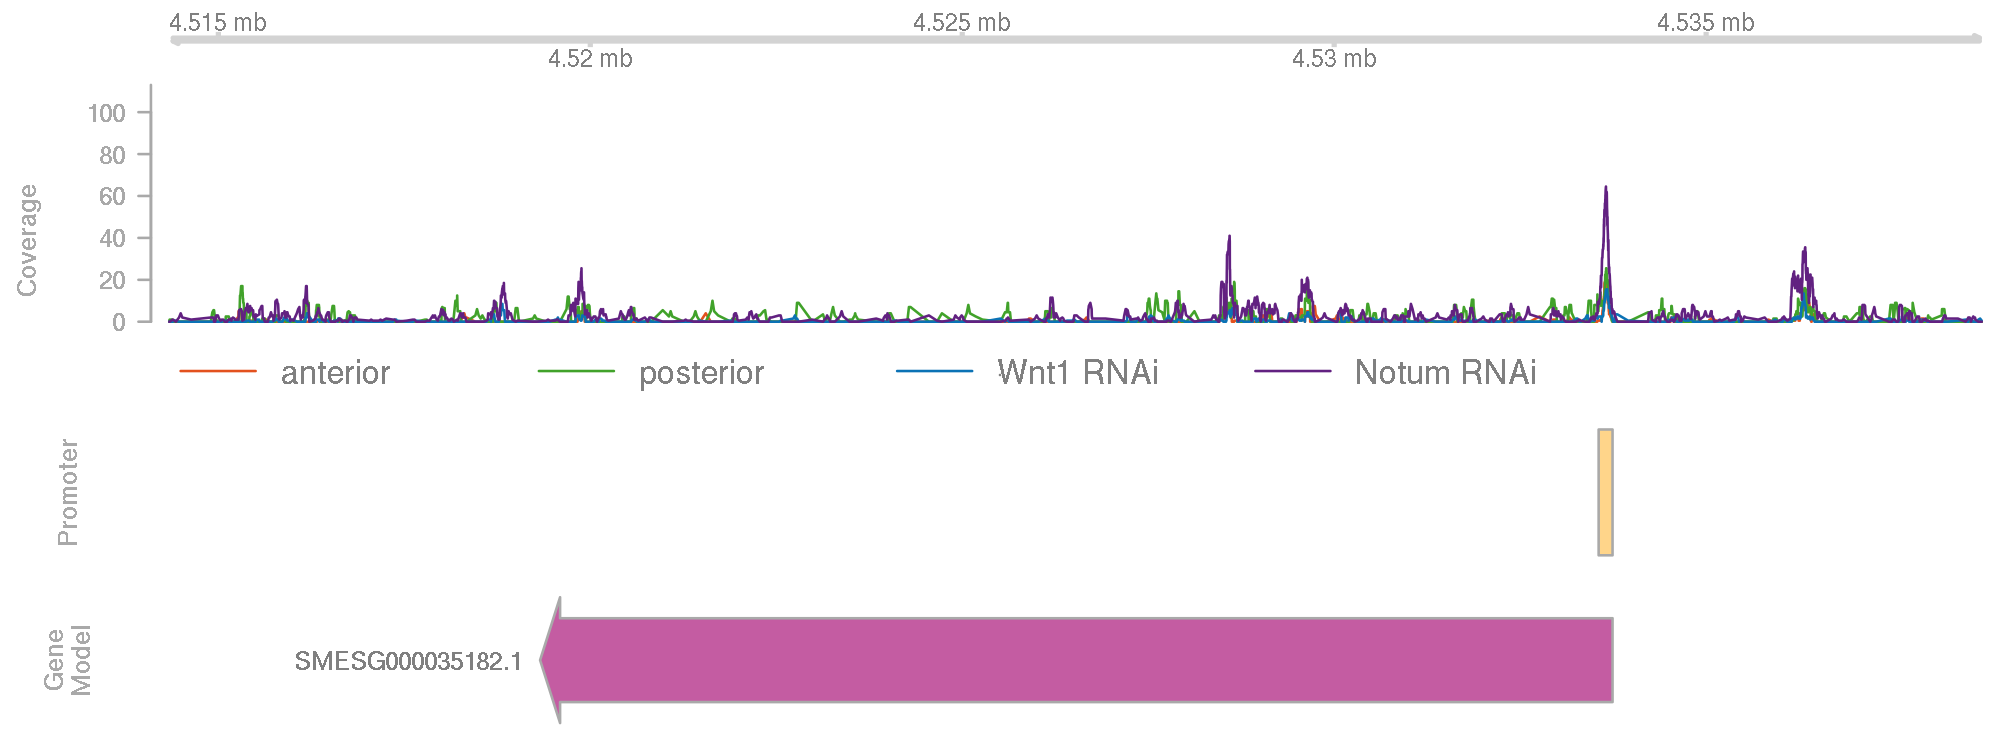 4.515 mb
4.525 mb
4.535 mb
4.52 mb
4.53 mb
Coverage
100
80
60
40
20
0
anterior
posterior
Wnt1 RNAi
Notum RNAi
Promoter
Gene
Model
SMESG000035182.1